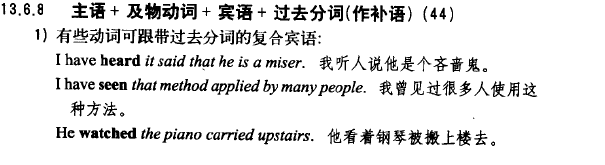 13.6.8 主语 + 及物动词 + 宾语 + 过去分词(作补语) (44)
1) 有些动词可跟带过去分词的复合宾语:
I have heard it said that he is a miser. 我听人说他是个吝啬鬼。
I have seen that method applied by many people. 我曾见过很多人使用这
种方法。
He watched the piano carried upstairs. 他看着钢琴被搬上楼去。